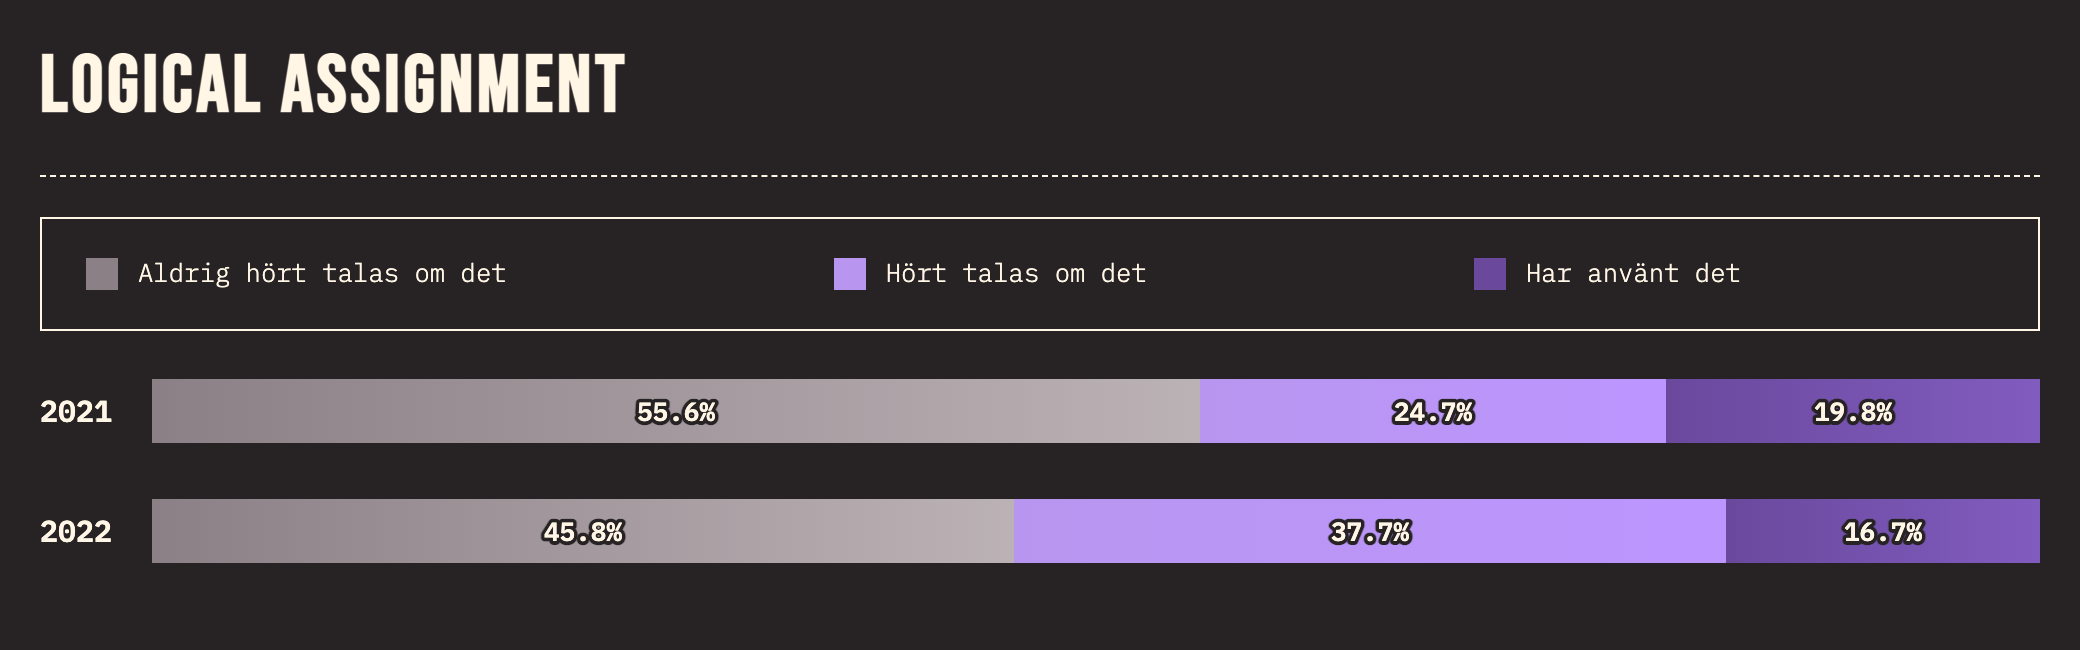 LOGICAL ASSIGNMENT
Aldrig hört talas om det
Hört talas om det
Har använt det
2021 55.6% 24.7% 19.8%
2022 45.8% 37.7% 16.7%